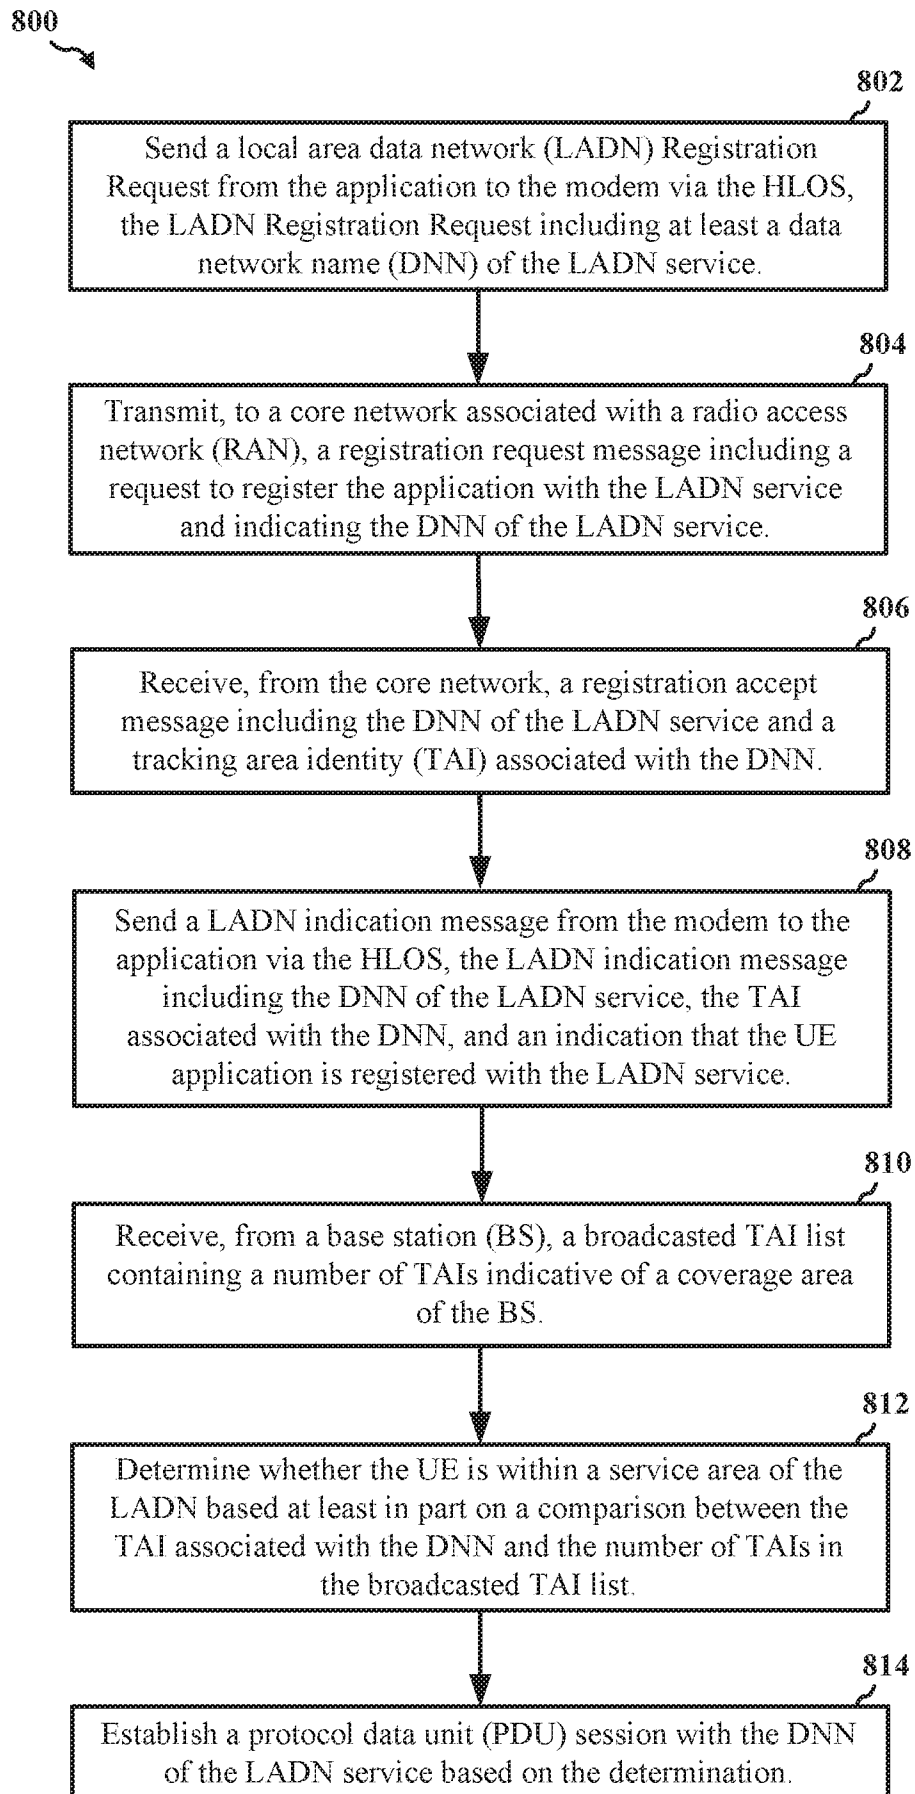 800
802
Send a local area data network (LADN) Registration
Request from the application to the modem via the HLOS,
the LADN Registration Request including at least a data
network name (DNN) of the LADN service.
804
Transmit, to a core network associated with a radio access
network (RAN), a registration request message including a
request to register the application with the LADN service
and indicating the DNN of the LADN service.
806
Receive, from the core network, a registration accept
message including the DNN of the LADN service and a
tracking area identity (TAI) associated with the DNN.
808
Send a LADN indication message from the modem to the
application via the HLOS, the LADN indication message
including the DNN of the LADN service, the TAI
associated with the DNN, and an indication that the UE
application is registered with the LADN service.
810
Receive, from a base station (BS), a broadcasted TAI list
containing a number of TAIs indicative of a coverage area
of the BS.
812
Determine whether the UE is within a service area of the
LADN based at least in part on a comparison between the
TAI associated with the DNN and the number of TAIs in
the broadcasted TAI list.
814
Establish a protocol data unit (PDU) session with the DNN
of the LADN service based on the determination.